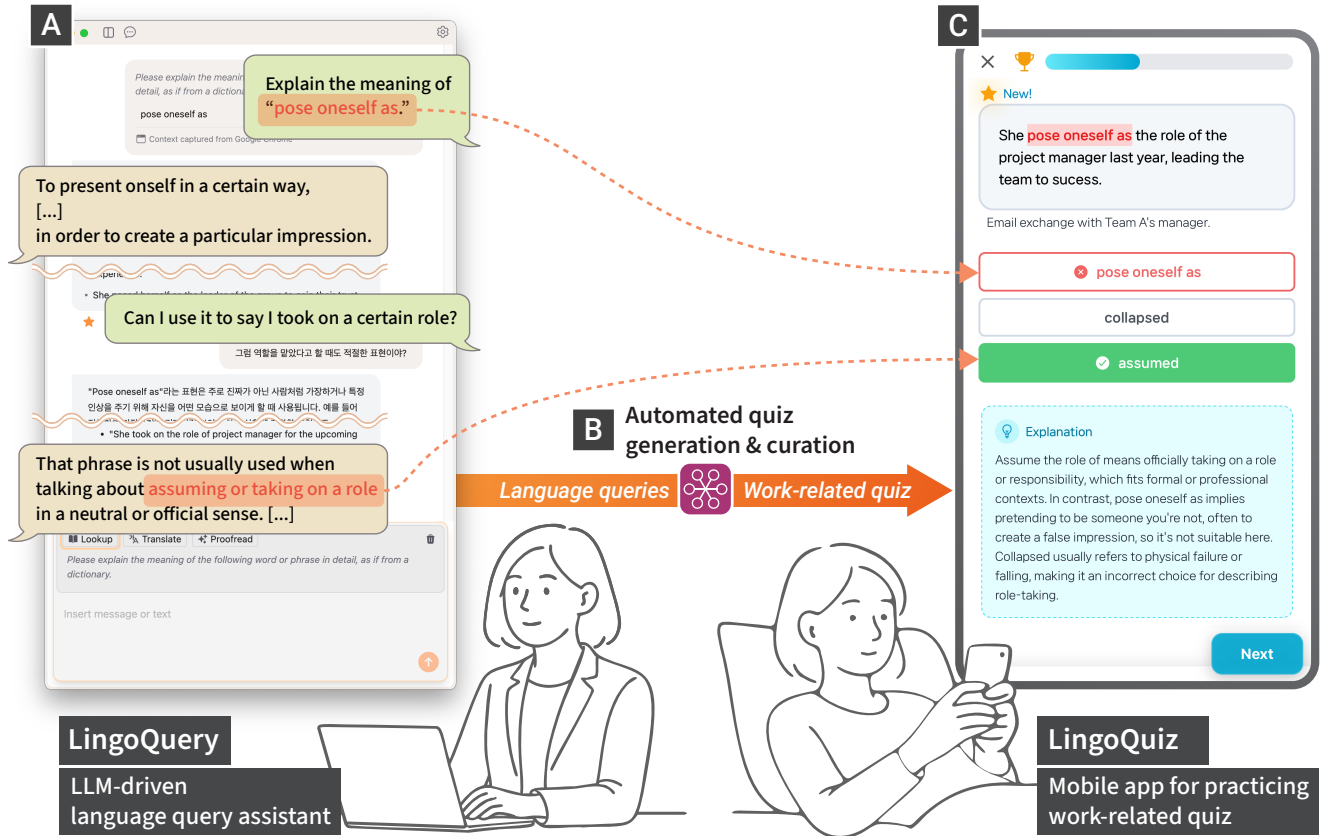 A
Please explain the meanin
detail, as if from a dictiona
pose oneself as
Context captured from Google Chrome
Explain the meaning of
“pose oneself as.”
To present onself in a certain way,
[...]
in order to create a particular impression.
• She posed herself as the leader of the group to gain their trust
Can I use it to say I took on a certain role?
그럼 역할을 맡았다고 할 때도 적절한 표현이야?
"Pose oneself as"라는 표현은 주로 진짜가 아닌 사람처럼 가장하거나 특정
인상을 주기 위해 자신을 어떤 모습으로 보이게 할 때 사용됩니다. 예를 들어
• "She took on the role of project manager for the upcoming
That phrase is not usually used when
talking about assuming or taking on a role
in a neutral or official sense. [...]
Lookup
Translate
Proofread
Please explain the meaning of the following word or phrase in detail, as if from a
dictionary.
Insert message or text
LingoQuery
LLM-driven
language query assistant
B
Automated quiz
generation & curation
Language queries
Work-related quiz
C
New!
She pose oneself as the role of the
project manager last year, leading the
team to sucess.
Email exchange with Team A's manager.
pose oneself as
collapsed
assumed
Explanation
Assume the role of means officially taking on a role
or responsibility, which fits formal or professional
contexts. In contrast, pose oneself as implies
pretending to be someone you're not, often to
create a false impression, so it's not suitable here.
Collapsed usually refers to physical failure or
falling, making it an incorrect choice for describing
role-taking.
Next
LingoQuiz
Mobile app for practicing
work-related quiz